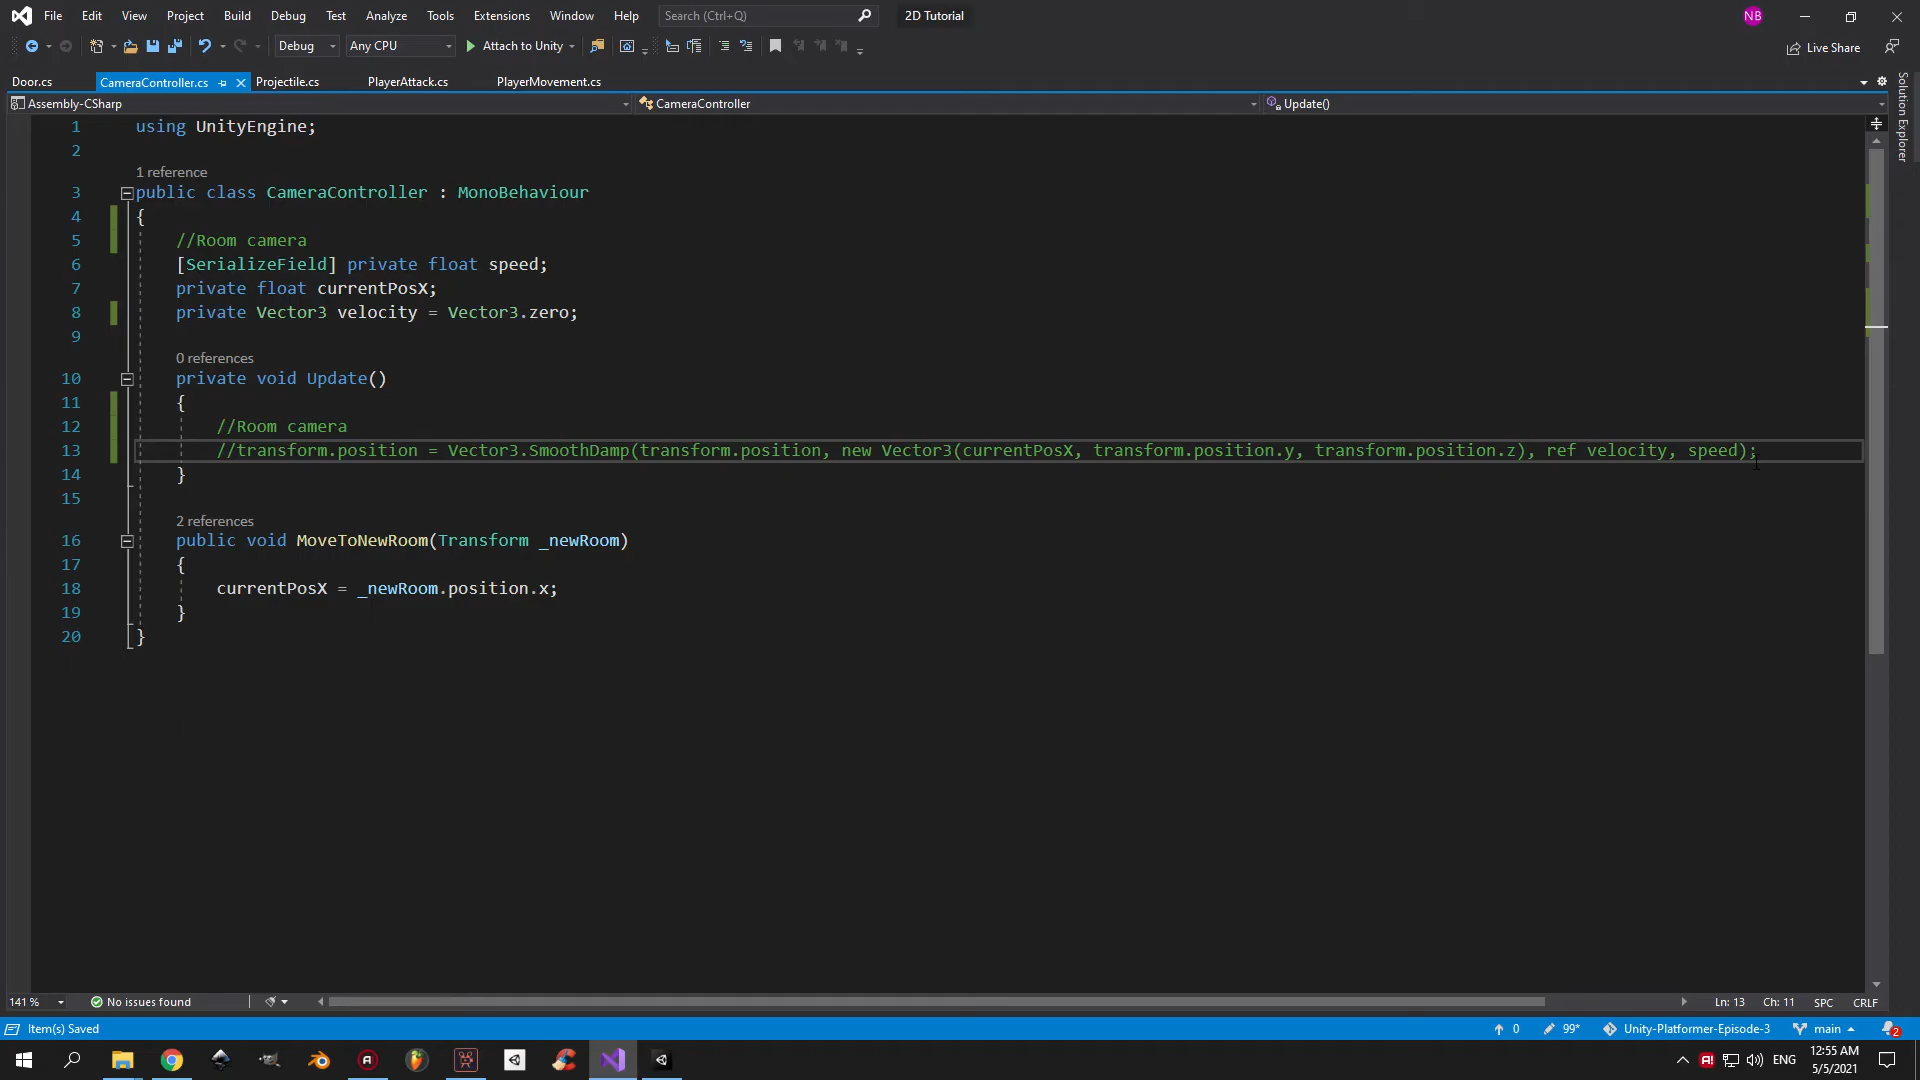 File Edit View Project Build Debug Test Analyze Tools Extensions Window Help Search (Ctrl+Q) 2D Tutorial NB
Debug Any CPU Attach to Unity Live Share
Door.cs CameraController.cs Projectile.cs PlayerAttack.cs PlayerMovement.cs
Assembly-CSharp CameraController Update()
Solution Explorer
1 using UnityEngine;
2
1 reference
3 public class CameraController : MonoBehaviour
4 {
5 //Room camera
6 [SerializeField] private float speed;
7 private float currentPosX;
8 private Vector3 velocity = Vector3.zero;
9
0 references
10 private void Update()
11 {
12 //Room camera
13 //transform.position = Vector3.SmoothDamp(transform.position, new Vector3(currentPosX, transform.position.y, transform.position.z), ref velocity, speed);
14 }
15
2 references
16 public void MoveToNewRoom(Transform _newRoom)
17 {
18 currentPosX = _newRoom.position.x;
19 }
20 }
141 % No issues found Ln: 13 Ch: 11 SPC CRLF
Item(s) Saved 0 99* Unity-Platformer-Episode-3 main 2
ENG 12:55 AM
5/5/2021